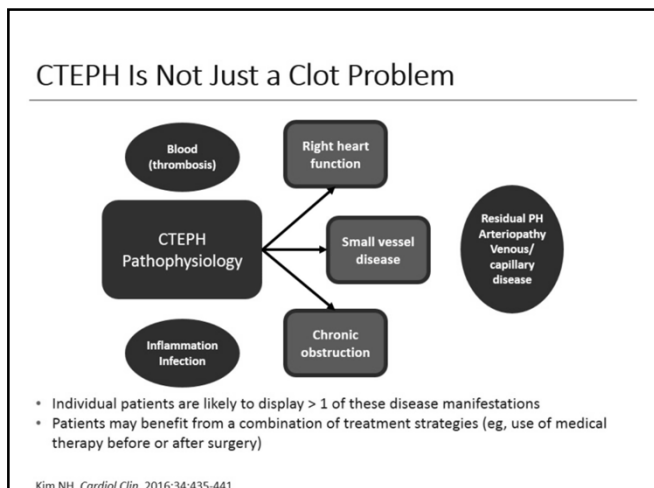 CTEPH Is Not Just a Clot Problem
Blood
(thrombosis)
Right heart
function
CTEPH
Pathophysiology
Small vessel
disease
Residual PH
Arteriopathy
Venous/
capillary
disease
Inflammation
Infection
Chronic
obstruction
• Individual patients are likely to display > 1 of these disease manifestations
• Patients may benefit from a combination of treatment strategies (eg, use of medical
therapy before or after surgery)
Kim NH. Cardiol Clin. 2016;34:435-441.